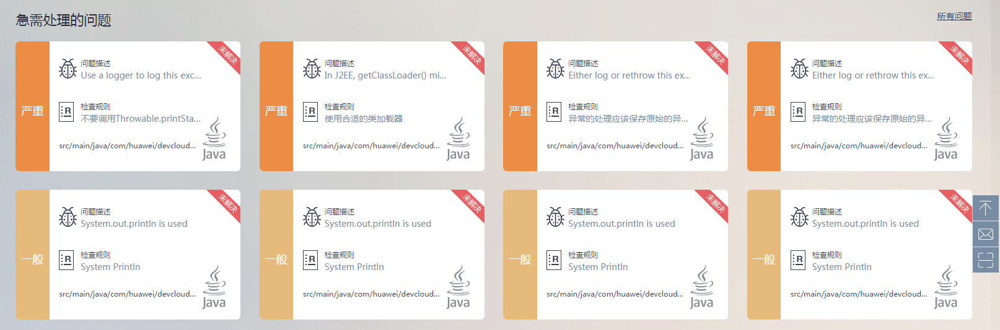 急需处理的问题
所有问题
严重
未解决
问题描述
Use a logger to log this exc...
检查规则
不要调用Throwable.printSta...
src/main/java/com/huawei/devcloud...
Java
严重
未解决
问题描述
In J2EE, getClassLoader() mi...
检查规则
使用合适的类加载器
src/main/java/com/huawei/devcloud...
Java
严重
未解决
问题描述
Either log or rethrow this ex...
检查规则
异常的处理应该保存原始的异...
src/main/java/com/huawei/devcloud...
Java
严重
未解决
问题描述
Either log or rethrow this ex...
检查规则
异常的处理应该保存原始的异...
src/main/java/com/huawei/devcloud...
Java
一般
未解决
问题描述
System.out.println is used
检查规则
System Println
src/main/java/com/huawei/devcloud...
Java
一般
未解决
问题描述
System.out.println is used
检查规则
System Println
src/main/java/com/huawei/devcloud...
Java
一般
未解决
问题描述
System.out.println is used
检查规则
System Println
src/main/java/com/huawei/devcloud...
Java
一般
未解决
问题描述
System.out.println is used
检查规则
System Println
src/main/java/com/huawei/devcloud...
Java